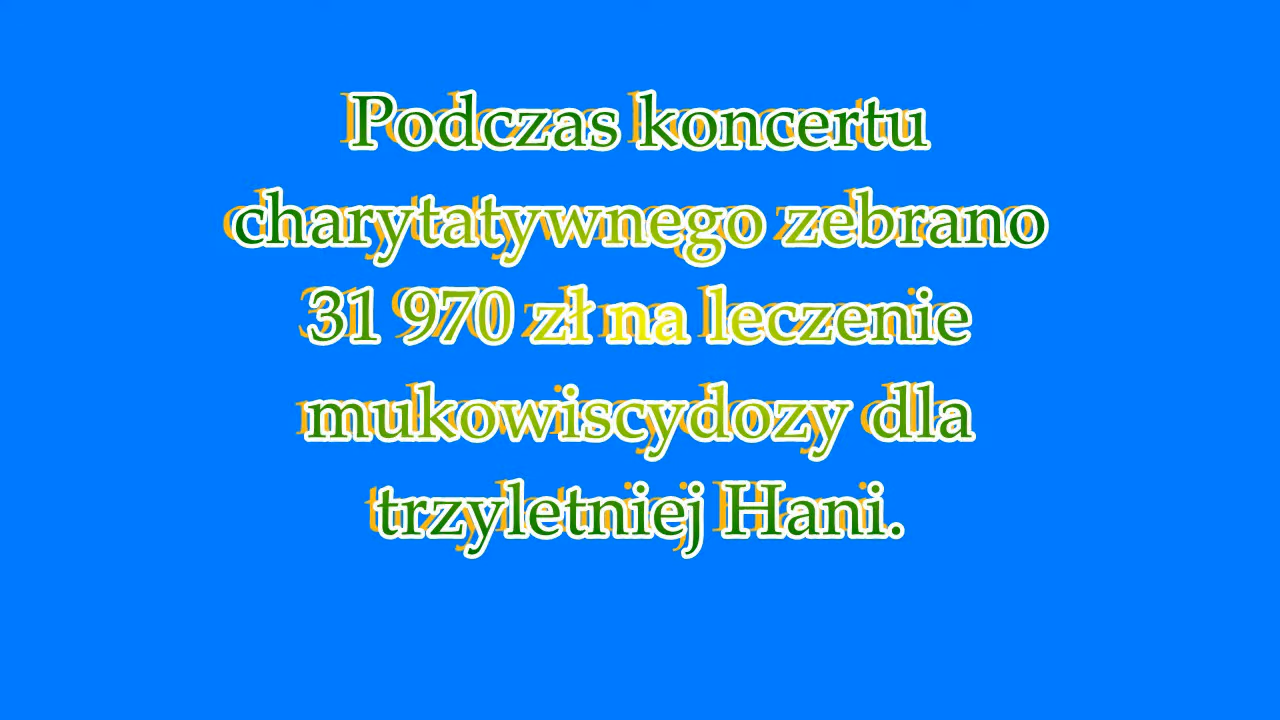 Podczas koncertu
charytatywnego zebrano
31 970 zł na leczenie
mukowiscydozy dla
trzyletniej Hani.